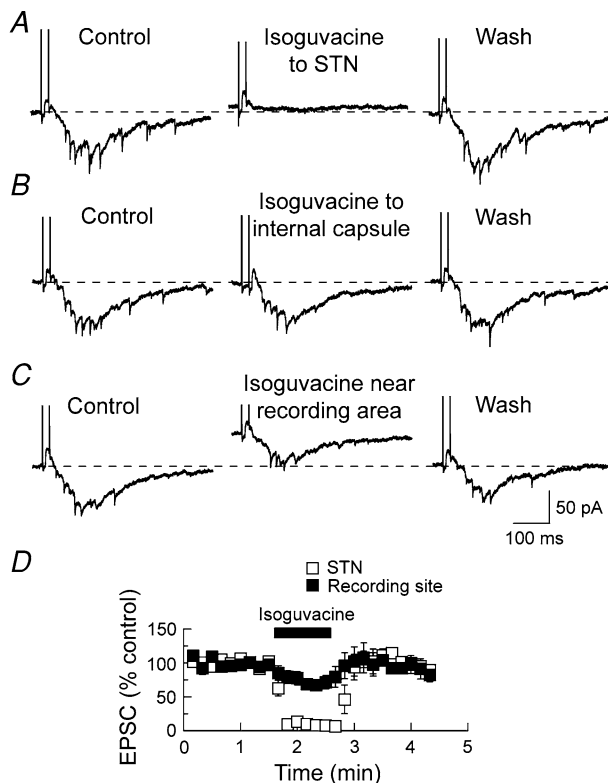 A
Control
Isoguvacine
to STN
Wash
B
Control
Isoguvacine to
internal capsule
Wash
C
Control
Isoguvacine near
recording area
Wash
50 pA
100 ms
D
STN
Recording site
Isoguvacine
EPSC (% control)
150
100
50
0
0 1 2 3 4 5
Time (min)